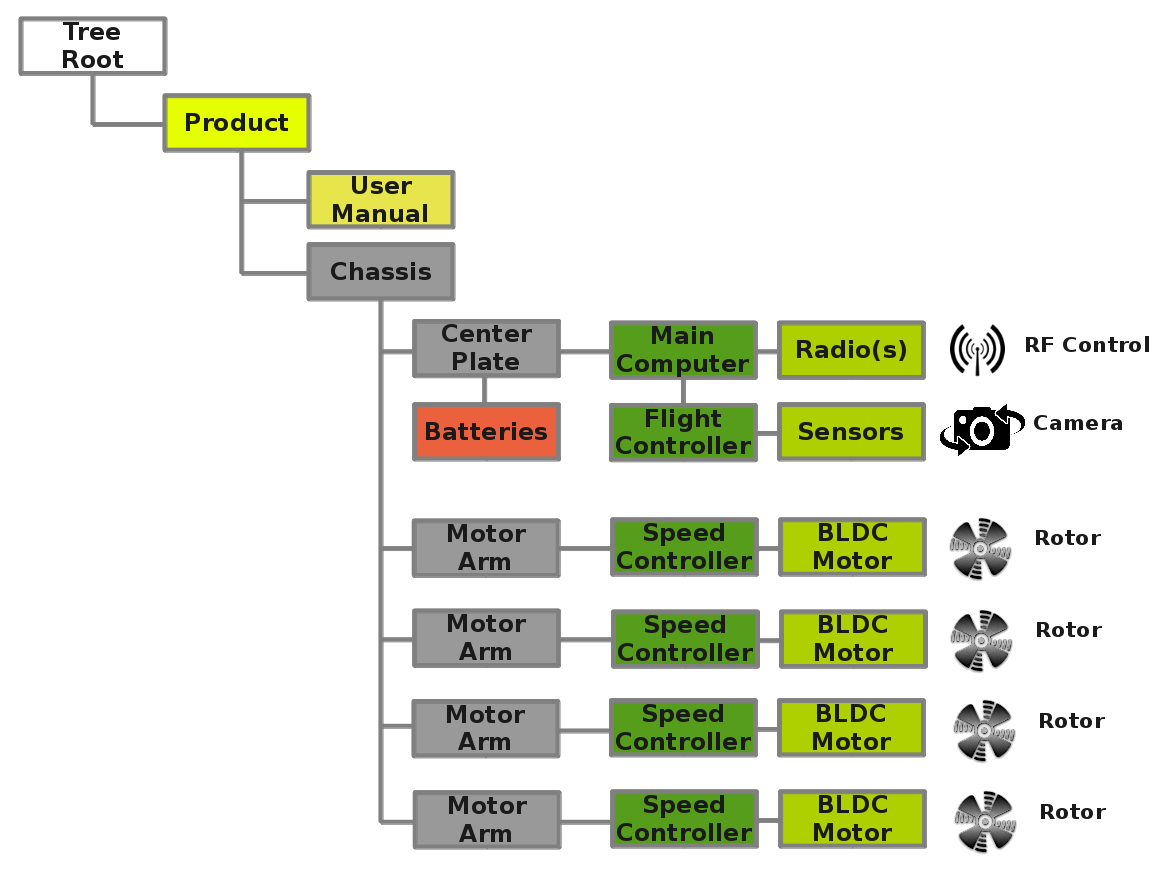 Tree
Root
Product
User
Manual
Chassis
Center
Plate
Main
Computer
Radio(s)
RF Control
Batteries
Flight
Controller
Sensors
Camera
Motor
Arm
Speed
Controller
BLDC
Motor
Rotor
Motor
Arm
Speed
Controller
BLDC
Motor
Rotor
Motor
Arm
Speed
Controller
BLDC
Motor
Rotor
Motor
Arm
Speed
Controller
BLDC
Motor
Rotor